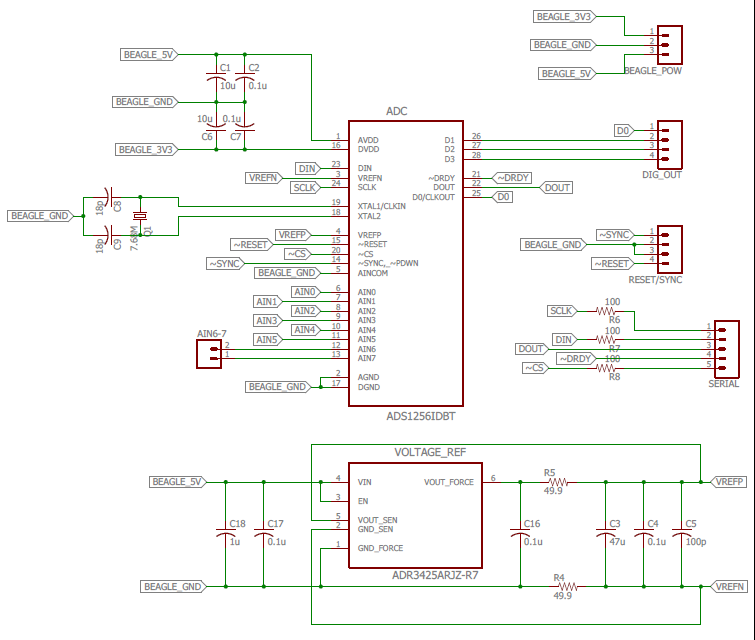 BEAGLE_3V3
BEAGLE_GND
BEAGLE_5V
1
2
3
BEAGLE_POW
BEAGLE_5V
C1
C2
10u
0.1u
BEAGLE_GND
10u
0.1u
C6
C7
BEAGLE_3V3
ADC
1
AVDD
16
DVDD
DIN
23
DIN
VREFN
3
VREFN
SCLK
24
SCLK
19
XTAL1/CLKIN
18
XTAL2
VREFP
4
VREFP
~RESET
15
~RESET
~CS
20
~CS
~SYNC
14
~SYNC,_~PDWN
BEAGLE_GND
5
AINCOM
AIN0
6
AIN0
AIN1
7
AIN1
AIN2
8
AIN2
AIN3
9
AIN3
AIN4
10
AIN4
AIN5
11
AIN5
12
AIN6
13
AIN7
2
AGND
17
DGND
BEAGLE_GND
D1
26
D2
27
D3
28
~DRDY
21
~DRDY
DOUT
22
DOUT
D0/CLKOUT
25
D0
ADS1256IDBT
BEAGLE_GND
18p
C8
18p
C9
7.68M
Q1
AIN6-7
2
1
D0
1
2
3
4
DIG_OUT
~SYNC
BEAGLE_GND
~RESET
1
2
3
4
RESET/SYNC
SCLK
100
R6
DIN
100
R7
DOUT
~DRDY
100
~CS
R8
1
2
3
4
5
SERIAL
VOLTAGE_REF
BEAGLE_5V
4
VIN
3
EN
5
VOUT_SEN
2
GND_SEN
1
GND_FORCE
VOUT_FORCE
6
ADR3425ARJZ-R7
C18
1u
C17
0.1u
BEAGLE_GND
R5
49.9
VREFP
C16
0.1u
C3
47u
C4
0.1u
C5
100p
R4
49.9
VREFN